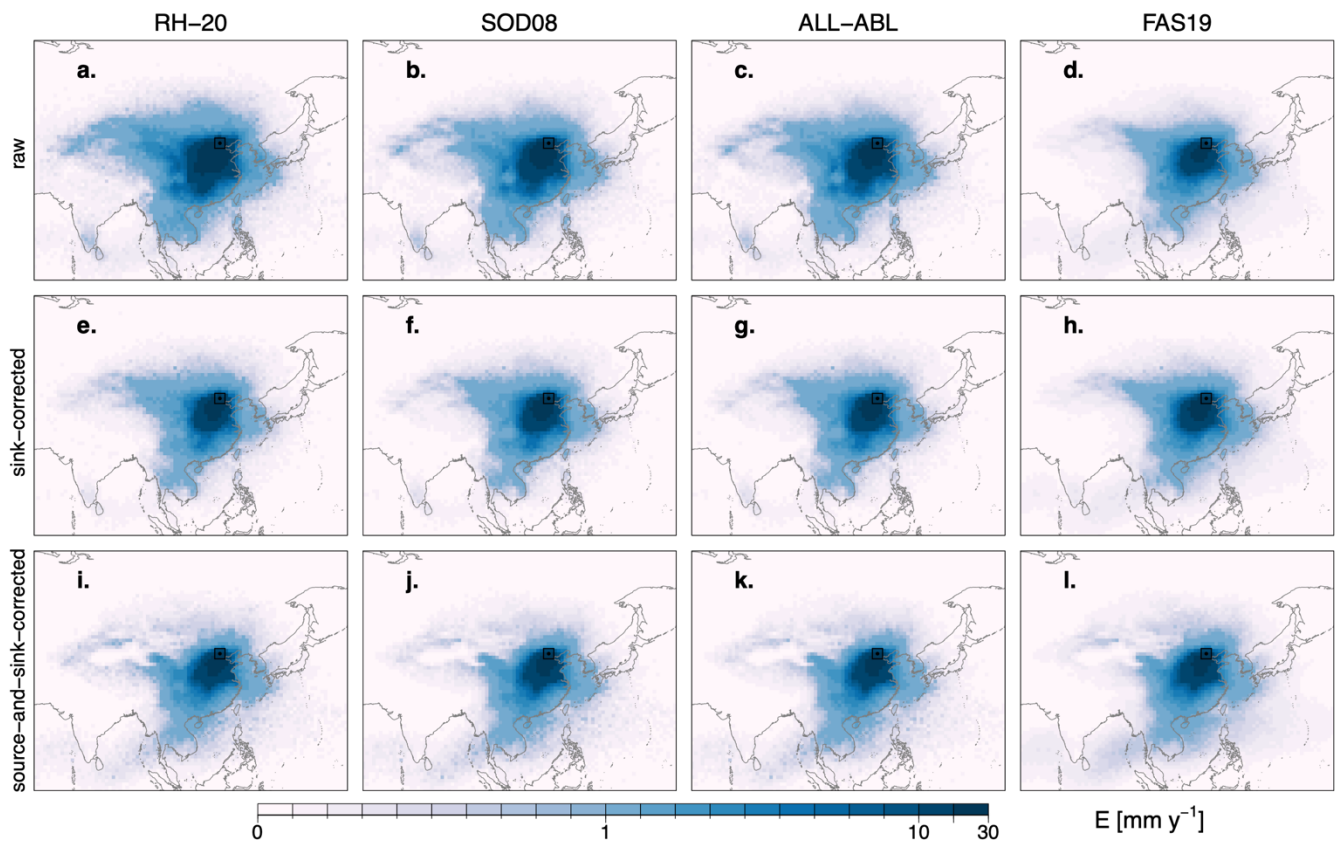 RH−20 SOD08 ALL−ABL FAS19
raw
a. b. c. d.
sink−corrected
e. f. g. h.
source−and−sink−corrected
i. j. k. l.
0 1 10 30
E [mm y⁻¹]